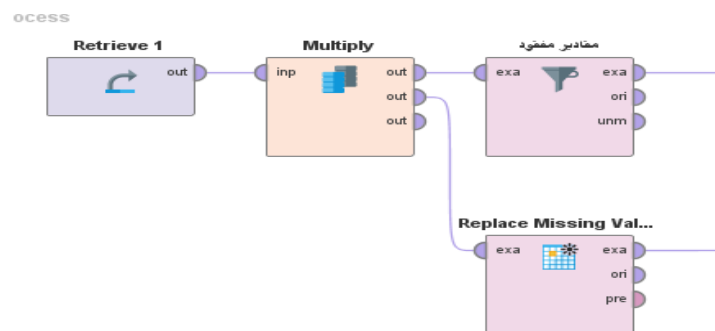 ocess
Retrieve 1
out
Multiply
inp
out
out
out
مقادیر مفقود
exa
exa
ori
unm
Replace Missing Val...
exa
exa
ori
pre